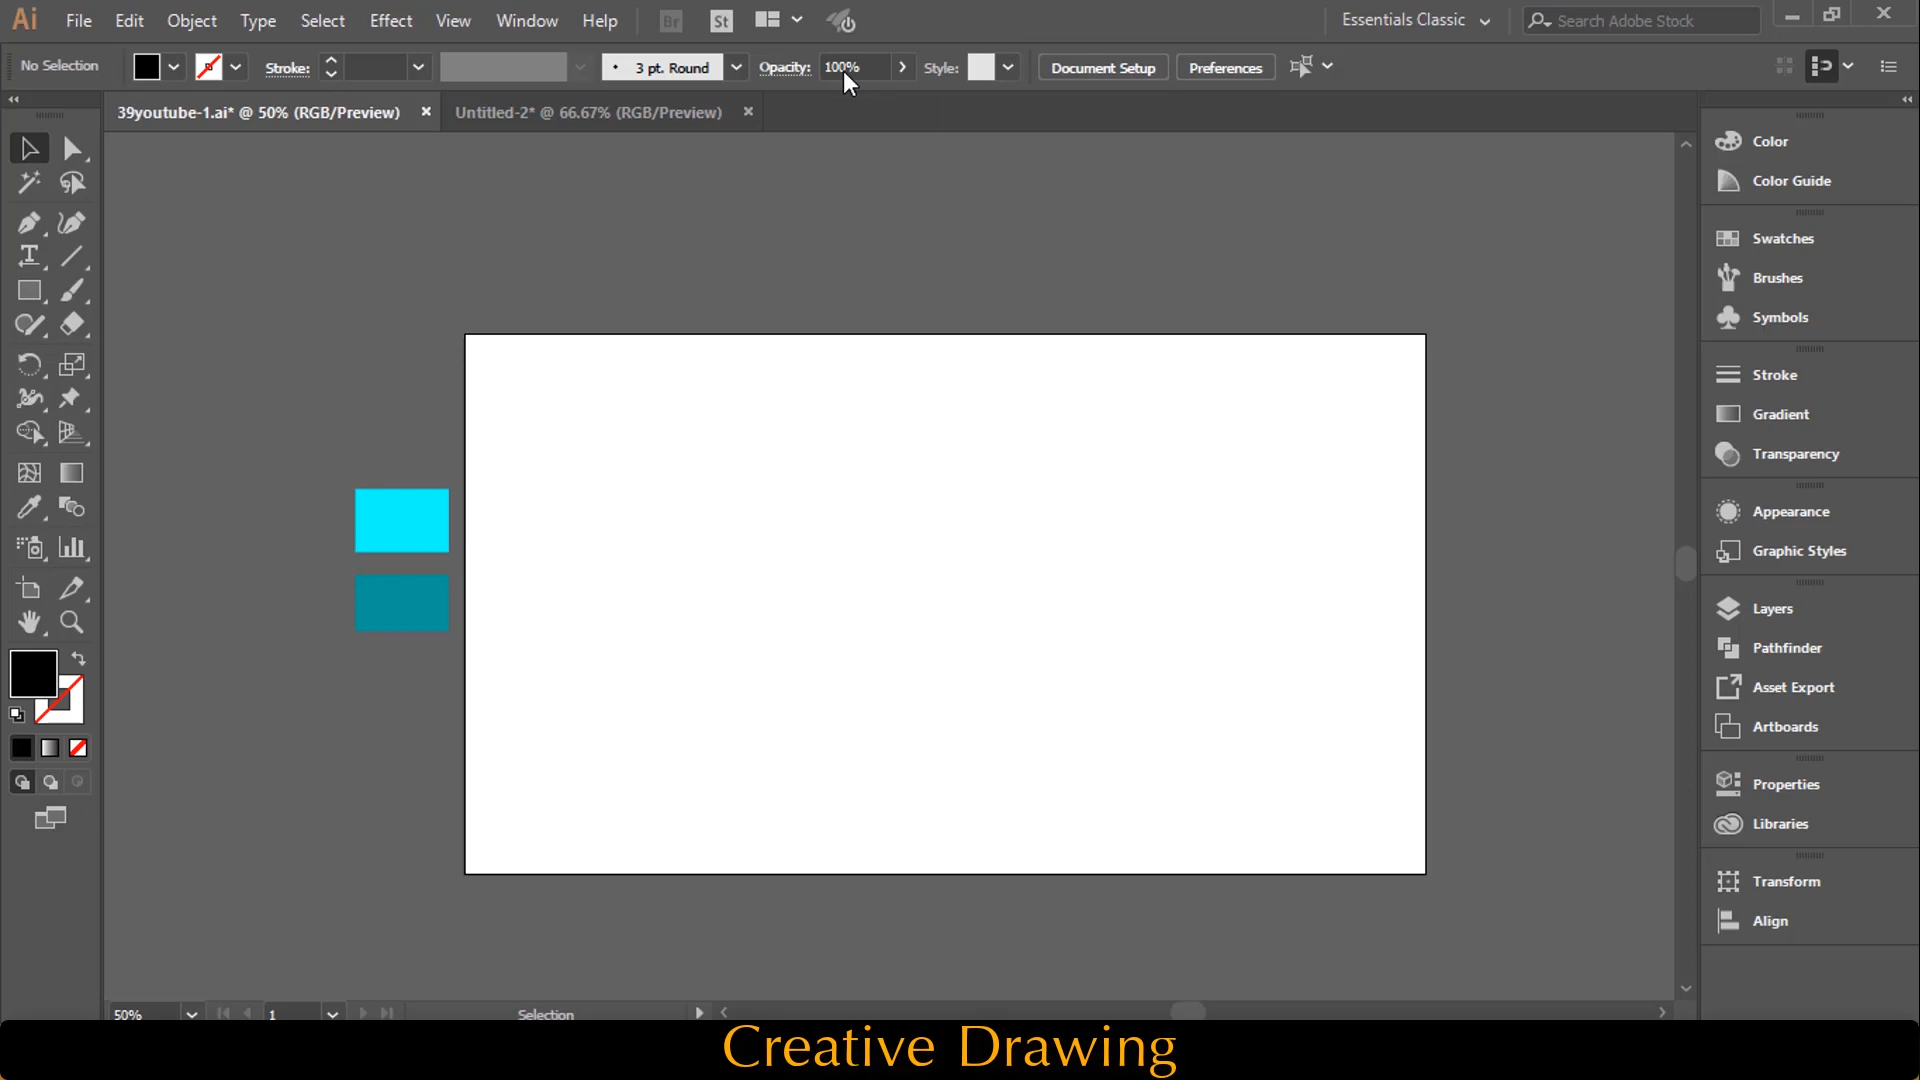 Ai File Edit Object Type Select Effect View Window Help Br St Essentials Classic Search Adobe Stock
No Selection Stroke: 3 pt. Round Opacity: 100% Style: Document Setup Preferences
39youtube-1.ai* @ 50% (RGB/Preview) Untitled-2* @ 66.67% (RGB/Preview)
Color
Color Guide
Swatches
Brushes
Symbols
Stroke
Gradient
Transparency
Appearance
Graphic Styles
Layers
Pathfinder
Asset Export
Artboards
Properties
Libraries
Transform
Align
50% 1 Selection
Creative Drawing